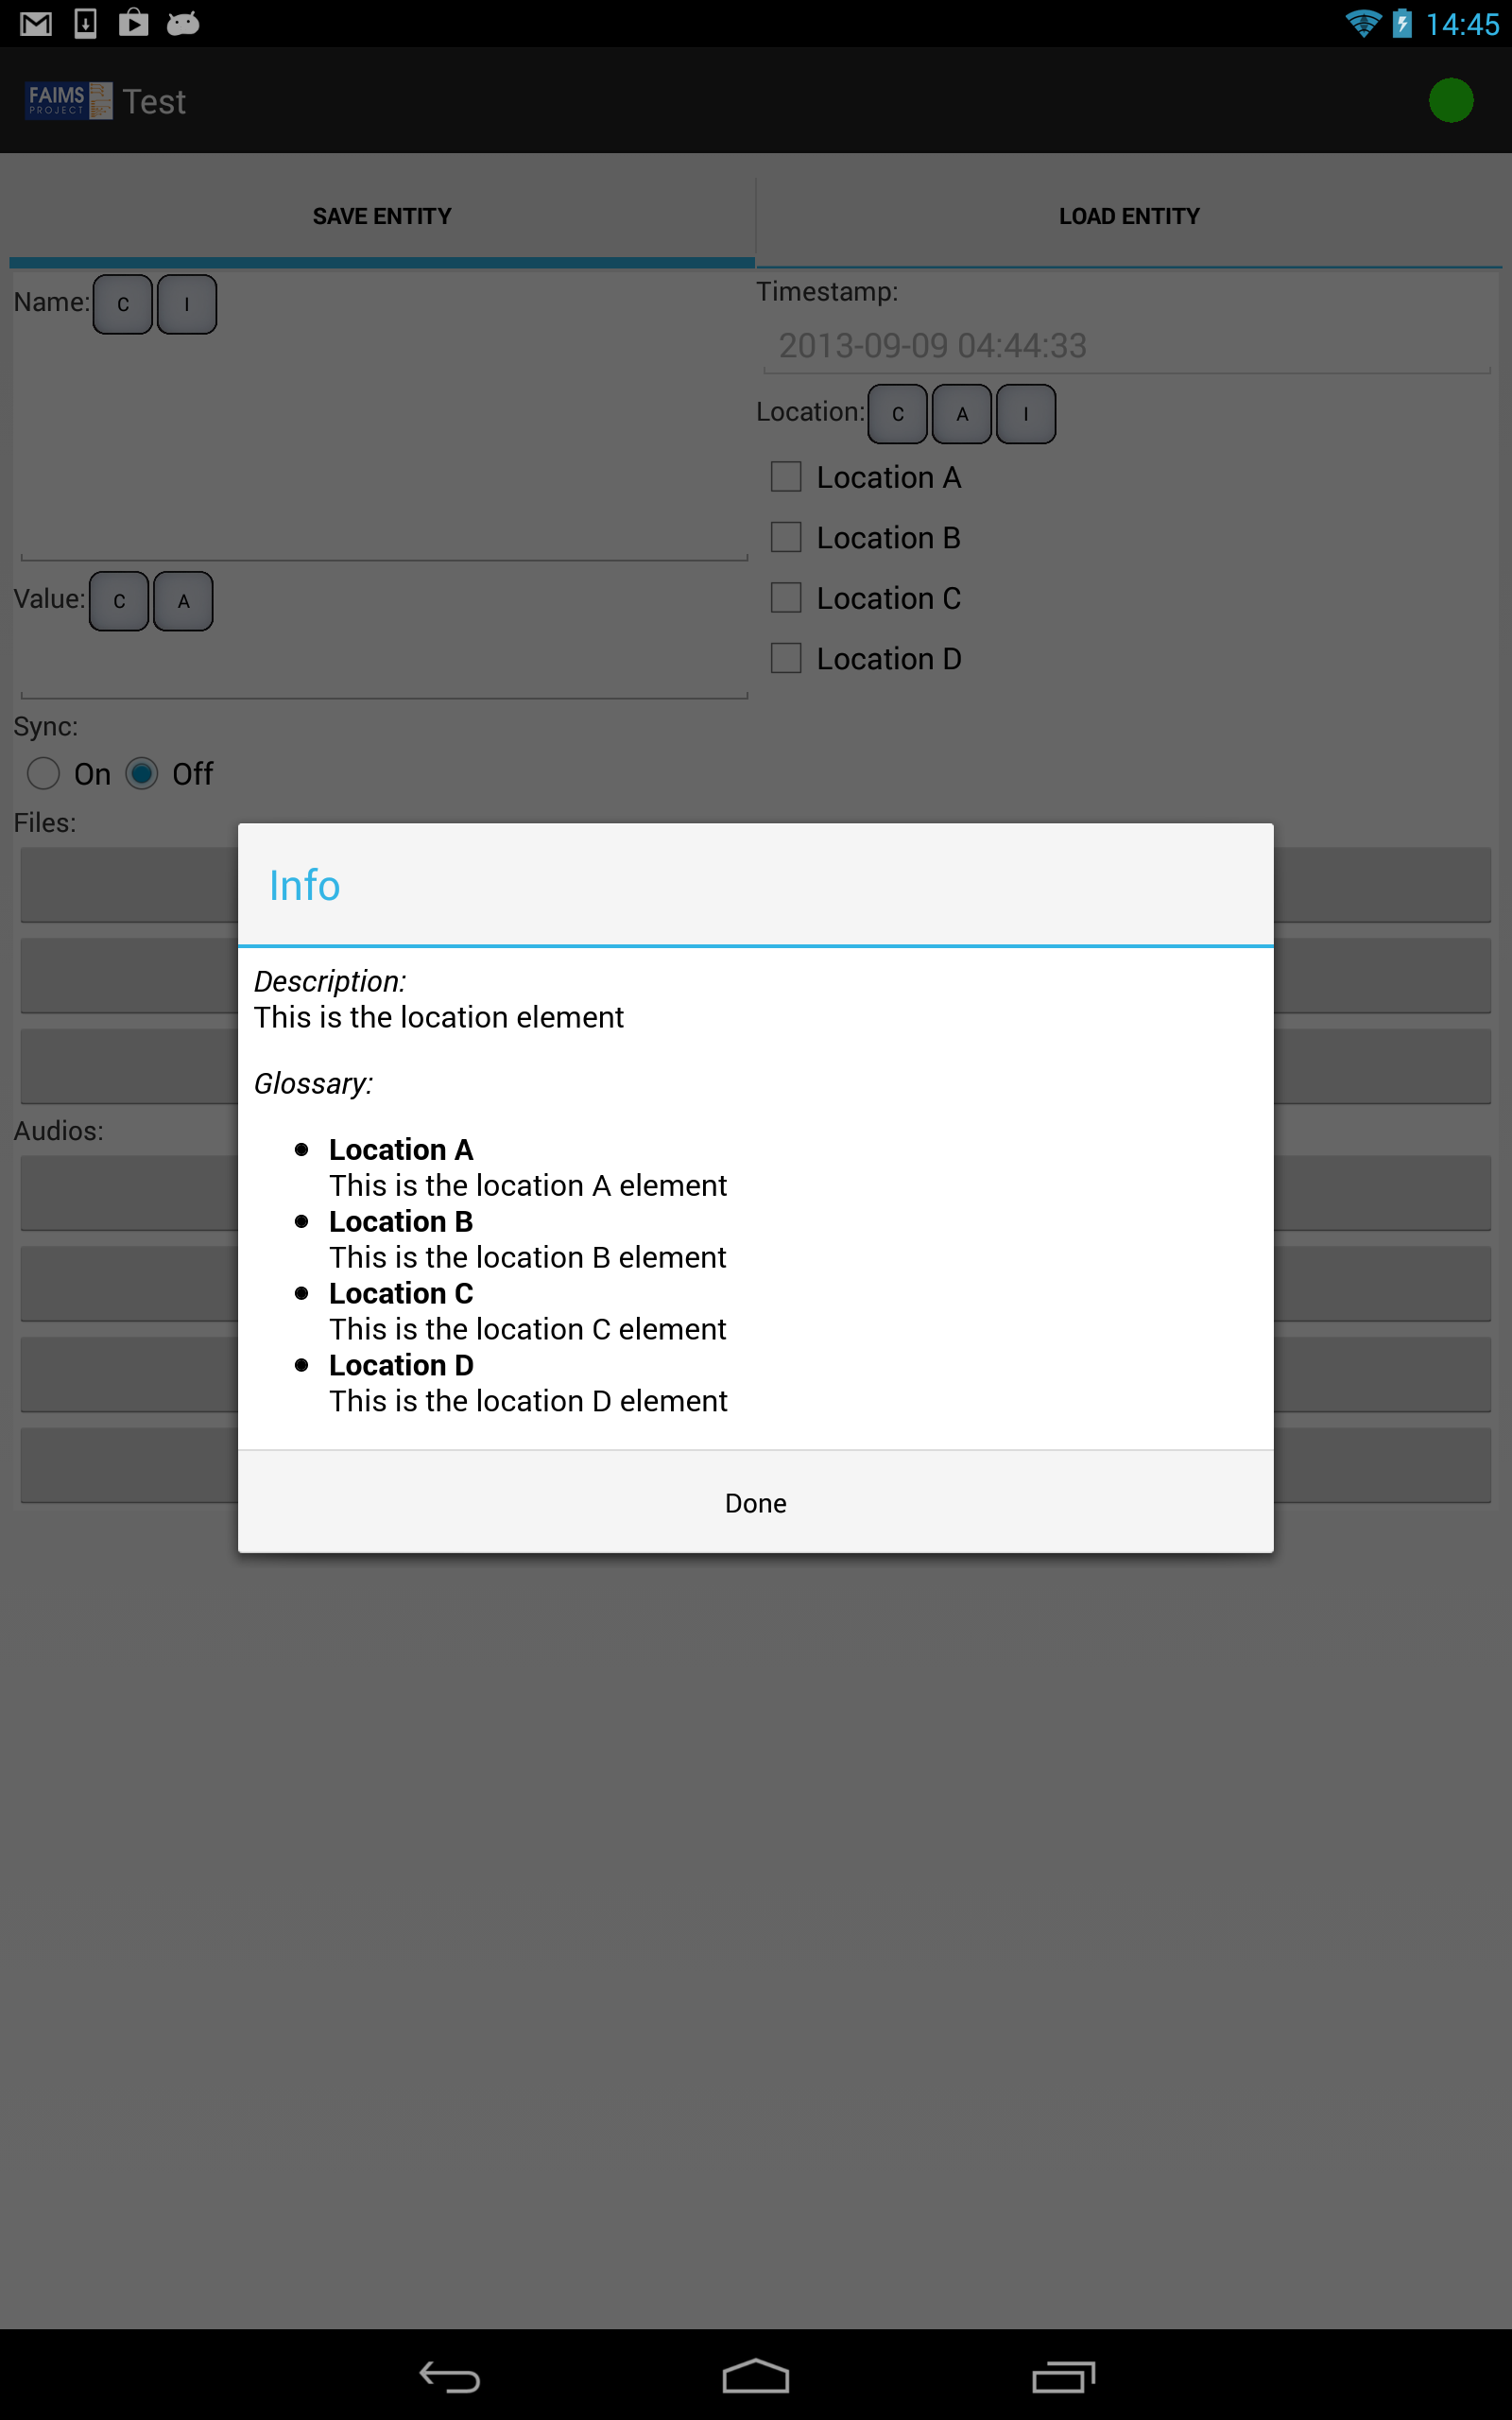 14:45
FAIMS
PROJECT
Test
SAVE ENTITY
LOAD ENTITY
Name: C I
Timestamp:
2013-09-09 04:44:33
Location: C A I
Location A
Location B
Location C
Location D
Value: C A
Sync:
On Off
Files:
Audios:
Info
Description:
This is the location element
Glossary:
Location A
This is the location A element
Location B
This is the location B element
Location C
This is the location C element
Location D
This is the location D element
Done